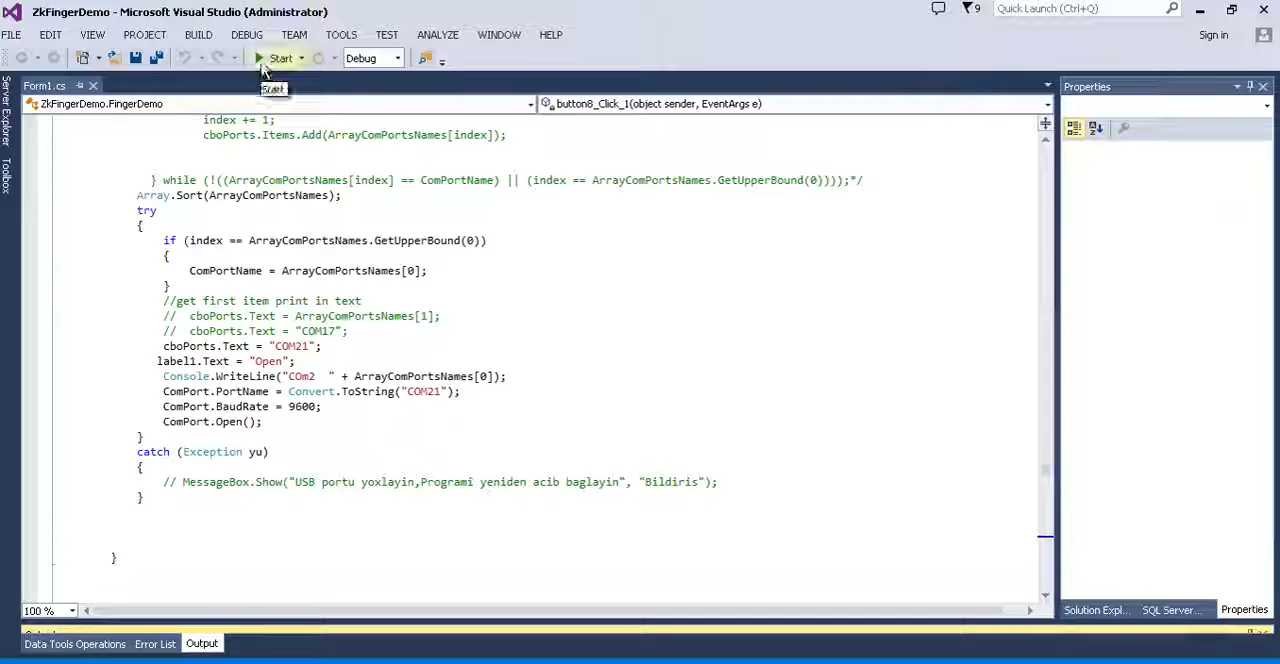 ZkFingerDemo - Microsoft Visual Studio (Administrator)
9
Quick Launch (Ctrl+Q)
FILE EDIT VIEW PROJECT BUILD DEBUG TEAM TOOLS TEST ANALYZE WINDOW HELP
Sign in
Start Debug
Start
Server Explorer
Toolbox
Form1.cs
ZkFingerDemo.FingerDemo
button8_Click_1(object sender, EventArgs e)
index += 1;
cboPorts.Items.Add(ArrayComPortsNames[index]);
} while (!((ArrayComPortsNames[index] == ComPortName) || (index == ArrayComPortsNames.GetUpperBound(0))));*/
Array.Sort(ArrayComPortsNames);
try
{
if (index == ArrayComPortsNames.GetUpperBound(0))
{
ComPortName = ArrayComPortsNames[0];
}
//get first item print in text
// cboPorts.Text = ArrayComPortsNames[1];
// cboPorts.Text = "COM17";
cboPorts.Text = "COM21";
label1.Text = "Open";
Console.WriteLine("COm2  " + ArrayComPortsNames[0]);
ComPort.PortName = Convert.ToString("COM21");
ComPort.BaudRate = 9600;
ComPort.Open();
}
catch (Exception yu)
{
// MessageBox.Show("USB portu yoxlayin,Programi yeniden acib baglayin", "Bildiris");
}
}
100 %
Properties
Solution Expl... SQL Server... Properties
Data Tools Operations Error List Output